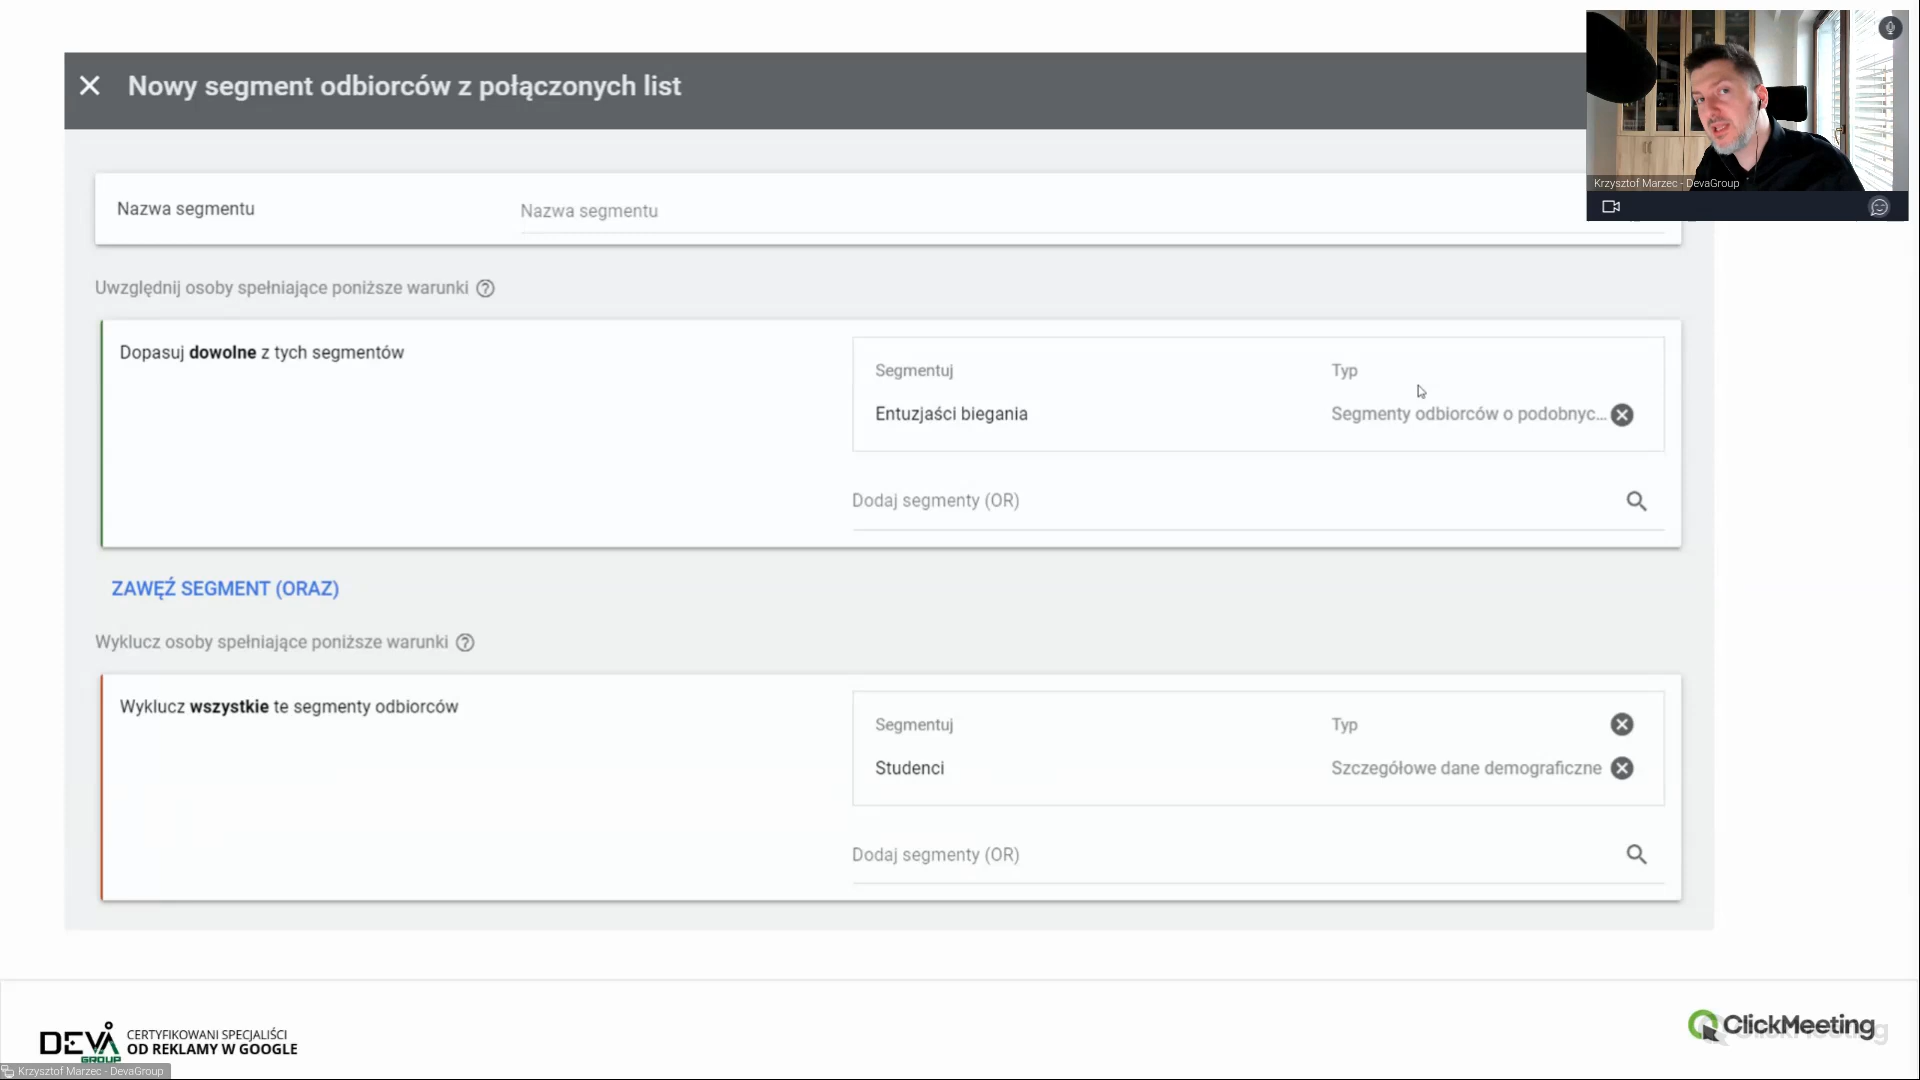 Nowy segment odbiorców z połączonych list
Krzysztof Marzec - DevaGroup
Nazwa segmentu
Nazwa segmentu
Uwzględnij osoby spełniające poniższe warunki
Dopasuj dowolne z tych segmentów
Segmentuj
Typ
Entuzjaści biegania
Segmenty odbiorców o podobnyc...
Dodaj segmenty (OR)
ZAWĘŹ SEGMENT (ORAZ)
Wyklucz osoby spełniające poniższe warunki
Wyklucz wszystkie te segmenty odbiorców
Segmentuj
Typ
Studenci
Szczegółowe dane demograficzne
Dodaj segmenty (OR)
DEVA GROUP
CERTYFIKOWANI SPECJALIŚCI
OD REKLAMY W GOOGLE
ClickMeeting
Krzysztof Marzec - DevaGroup